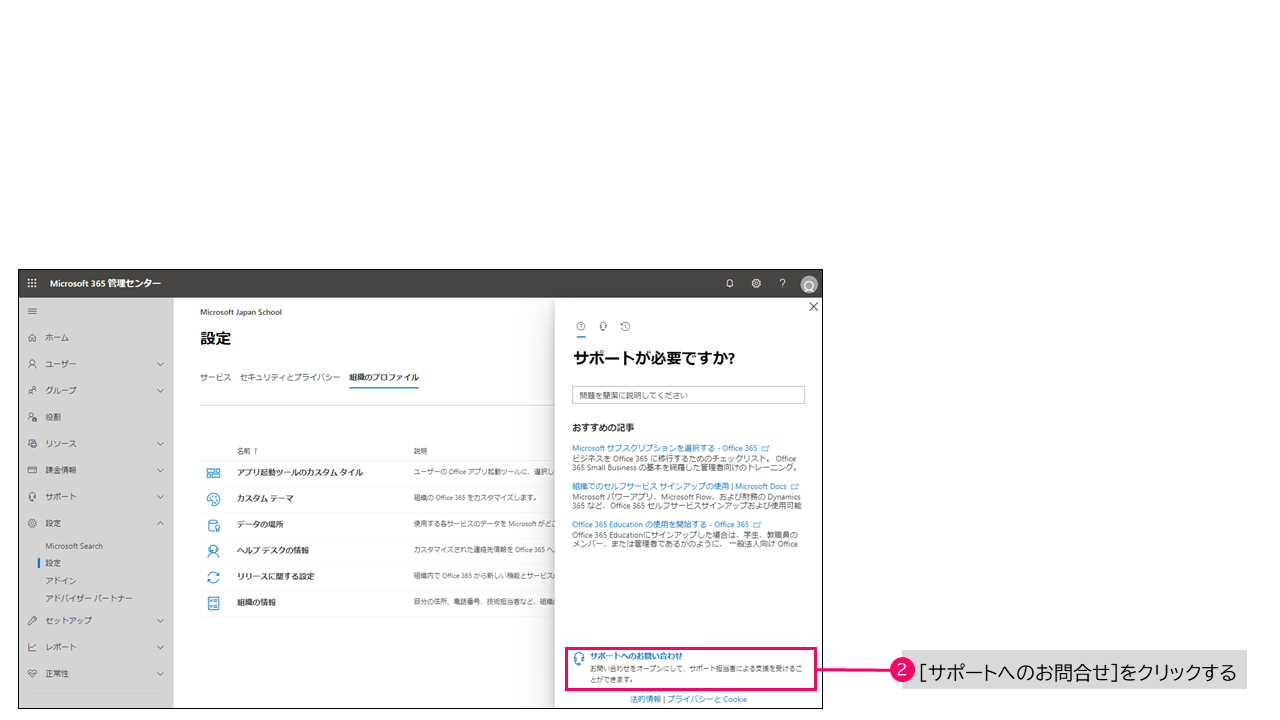 Microsoft 365 管理センター
ホーム
ユーザー
グループ
役割
リソース
課金情報
サポート
設定
Microsoft Search
設定
アドイン
アドバイザー パートナー
セットアップ
レポート
正常性
Microsoft Japan School
設定
サービス セキュリティとプライバシー 組織のプロファイル
名前 ↑ 説明
アプリ起動ツールのカスタム タイル ユーザーの Office アプリ起動ツールに、選択し
カスタム テーマ 組織の Office 365 をカスタマイズします。
データの場所 使用する各サービスのデータを Microsoft がどこ
ヘルプ デスクの情報 カスタマイズされた連絡先情報を Office 365 ヘ
リリースに関する設定 組織内で Office 365 から新しい機能とサービス
組織の情報 自分の住所、電話番号、技術担当者など、組織
サポートが必要ですか?
問題を簡潔に説明してください
おすすめの記事
Microsoft サブスクリプションを選択する - Office 365
ビジネスを Office 365 に移行するためのチェックリスト。 Office
365 Small Business の基本を網羅した管理者向けのトレーニング。
組織でのセルフサービス サインアップの使用 | Microsoft Docs
Microsoft パワーアプリ、Microsoft Flow、および財務の Dynamics
365 など、Office 365 セルフサービスサインアップおよび使用可能
Office 365 Education の使用を開始する - Office 365
Office 365 Educationにサインアップした場合は、学生、教職員の
メンバー、または管理者であるかのように、 一般法人向け Office
サポートへのお問い合わせ
お問い合わせをオープンにして、サポート担当者による支援を受けるこ
とができます。
法的情報 | プライバシーと Cookie
2 [サポートへのお問合せ]をクリックする